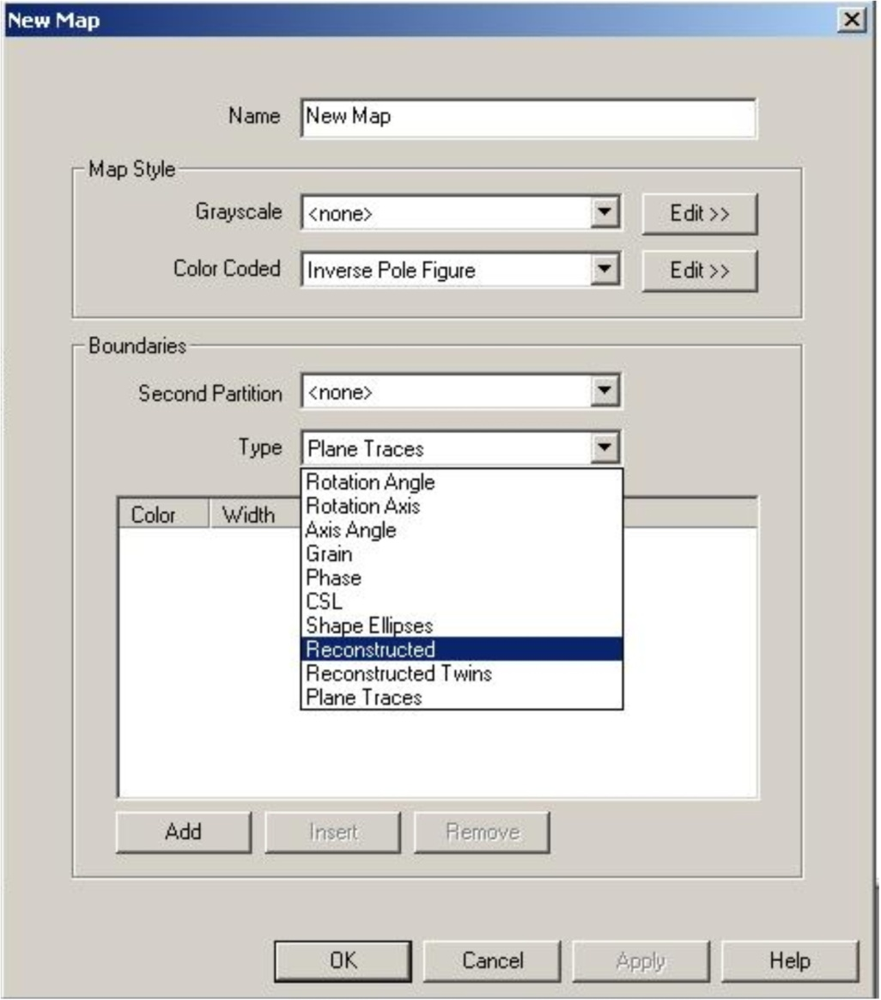 New Map
Name New Map
Map Style
Grayscale <none> Edit >>
Color Coded Inverse Pole Figure Edit >>
Boundaries
Second Partition <none>
Type Plane Traces
Rotation Angle
Rotation Axis
Axis Angle
Grain
Phase
CSL
Shape Ellipses
Reconstructed
Reconstructed Twins
Plane Traces
Color Width
Add Insert Remove
OK Cancel Apply Help